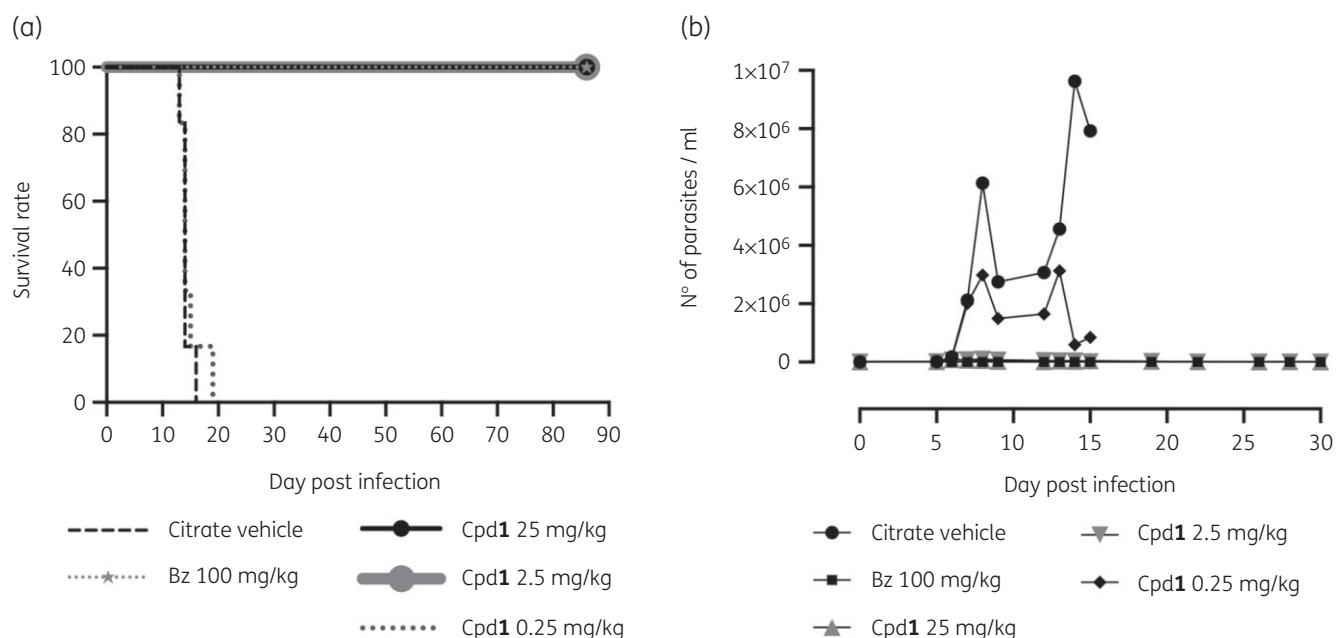 (a)
100
80
60
40
20
0
Survival rate
0 10 20 30 40 50 60 70 80 90
Day post infection
Citrate vehicle
Cpd1 25 mg/kg
Bz 100 mg/kg
Cpd1 2.5 mg/kg
Cpd1 0.25 mg/kg
(b)
1×10⁷
8×10⁶
6×10⁶
4×10⁶
2×10⁶
0
N° of parasites / ml
0 5 10 15 20 25 30
Day post infection
Citrate vehicle
Cpd1 2.5 mg/kg
Bz 100 mg/kg
Cpd1 0.25 mg/kg
Cpd1 25 mg/kg